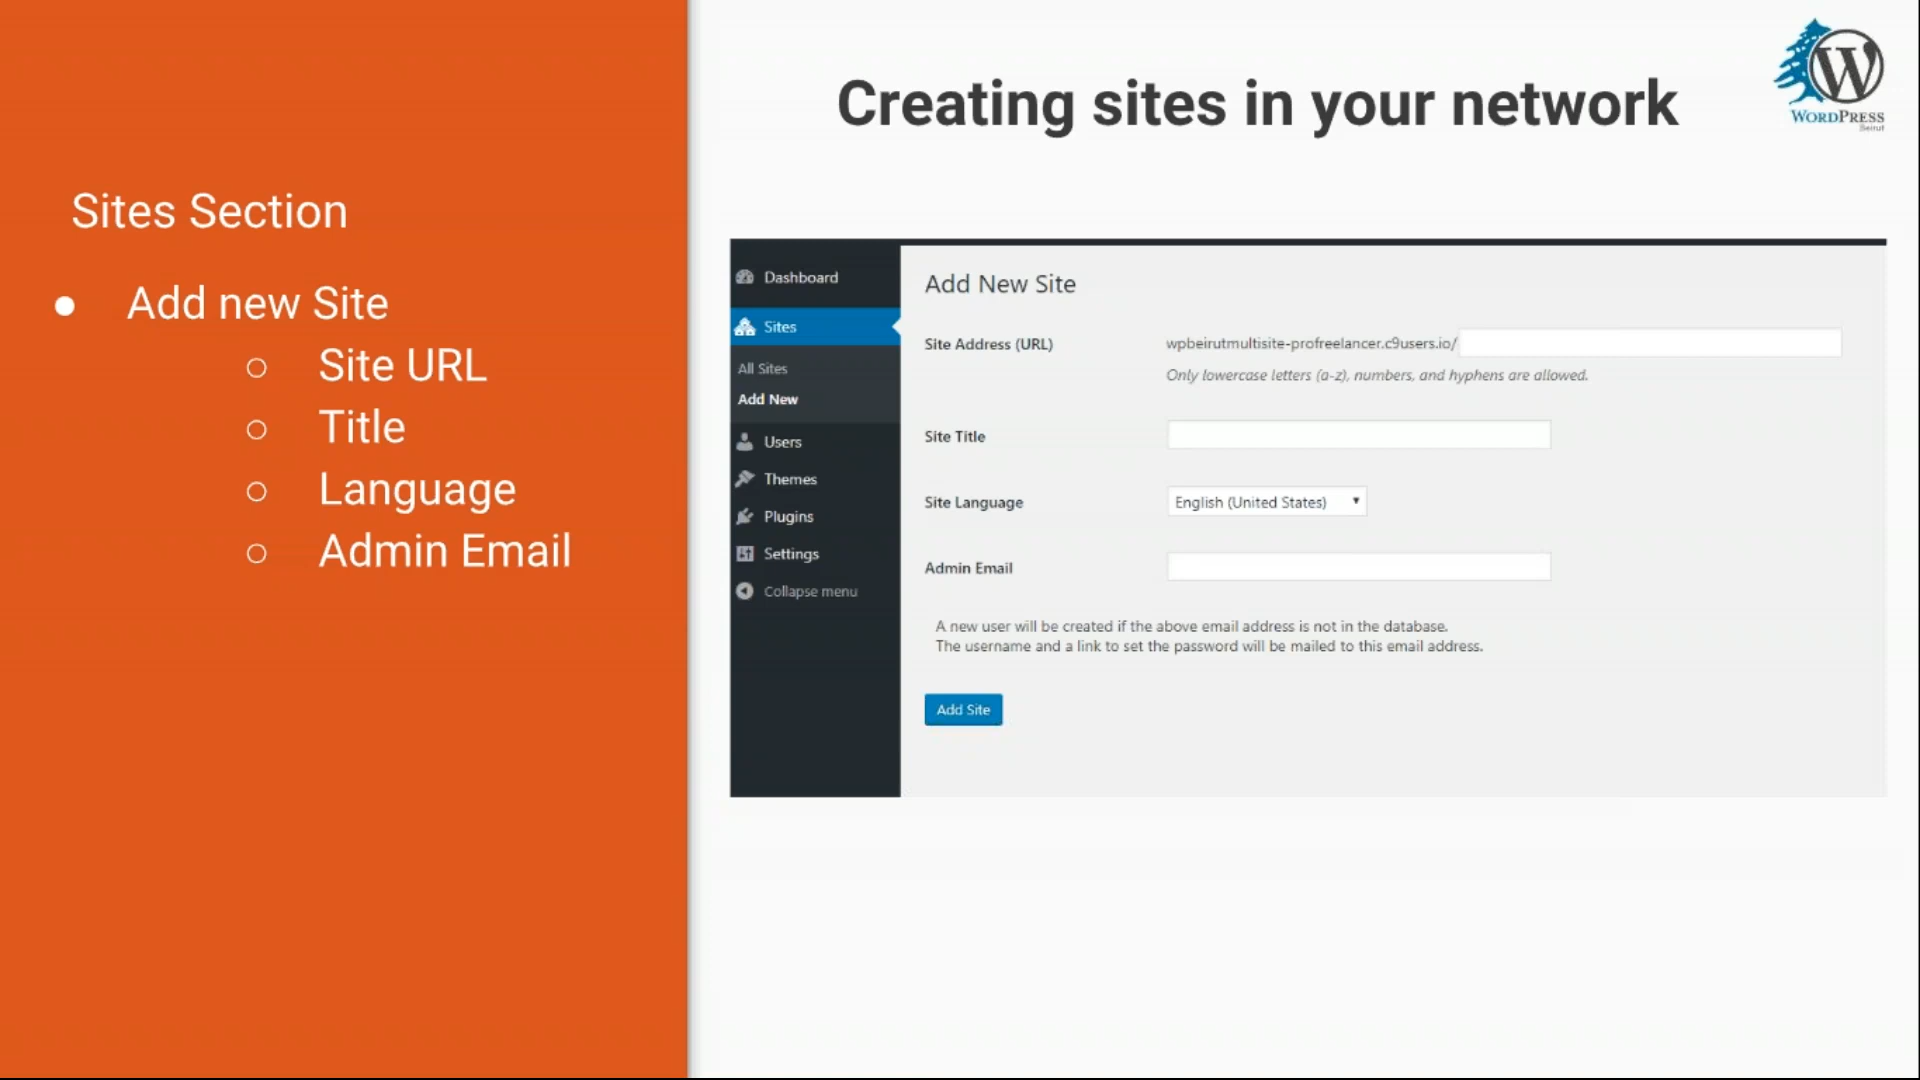 Creating sites in your network
WORDPRESS
Beirut
Sites Section
● Add new Site
○ Site URL
○ Title
○ Language
○ Admin Email
Dashboard
Sites
All Sites
Add New
Users
Themes
Plugins
Settings
Collapse menu
Add New Site
Site Address (URL) wpbeirutmultisite-profreelancer.c9users.io/
Only lowercase letters (a-z), numbers, and hyphens are allowed.
Site Title
Site Language English (United States)
Admin Email
A new user will be created if the above email address is not in the database.
The username and a link to set the password will be mailed to this email address.
Add Site